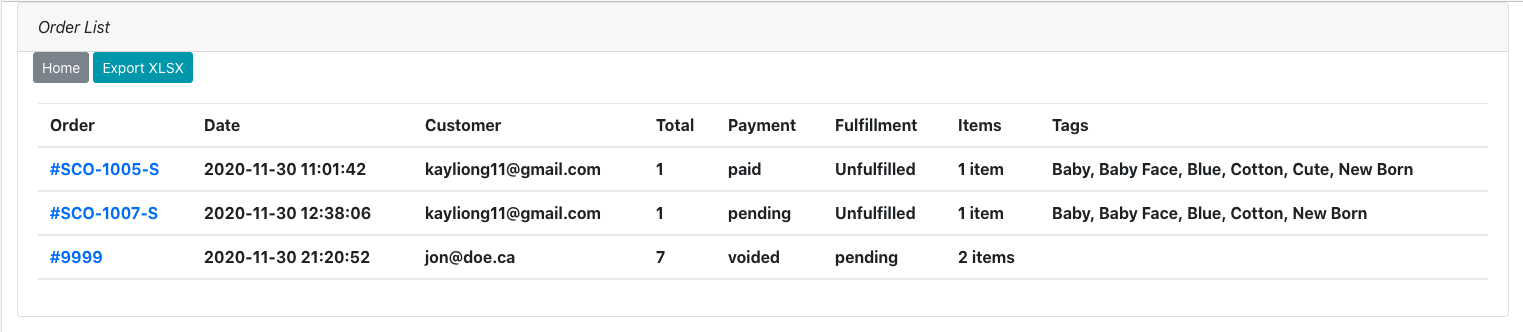 Order List
Home Export XLSX
Order Date Customer Total Payment Fulfillment Items Tags
#SCO-1005-S 2020-11-30 11:01:42 kayliong11@gmail.com 1 paid Unfulfilled 1 item Baby, Baby Face, Blue, Cotton, Cute, New Born
#SCO-1007-S 2020-11-30 12:38:06 kayliong11@gmail.com 1 pending Unfulfilled 1 item Baby, Baby Face, Blue, Cotton, New Born
#9999 2020-11-30 21:20:52 jon@doe.ca 7 voided pending 2 items